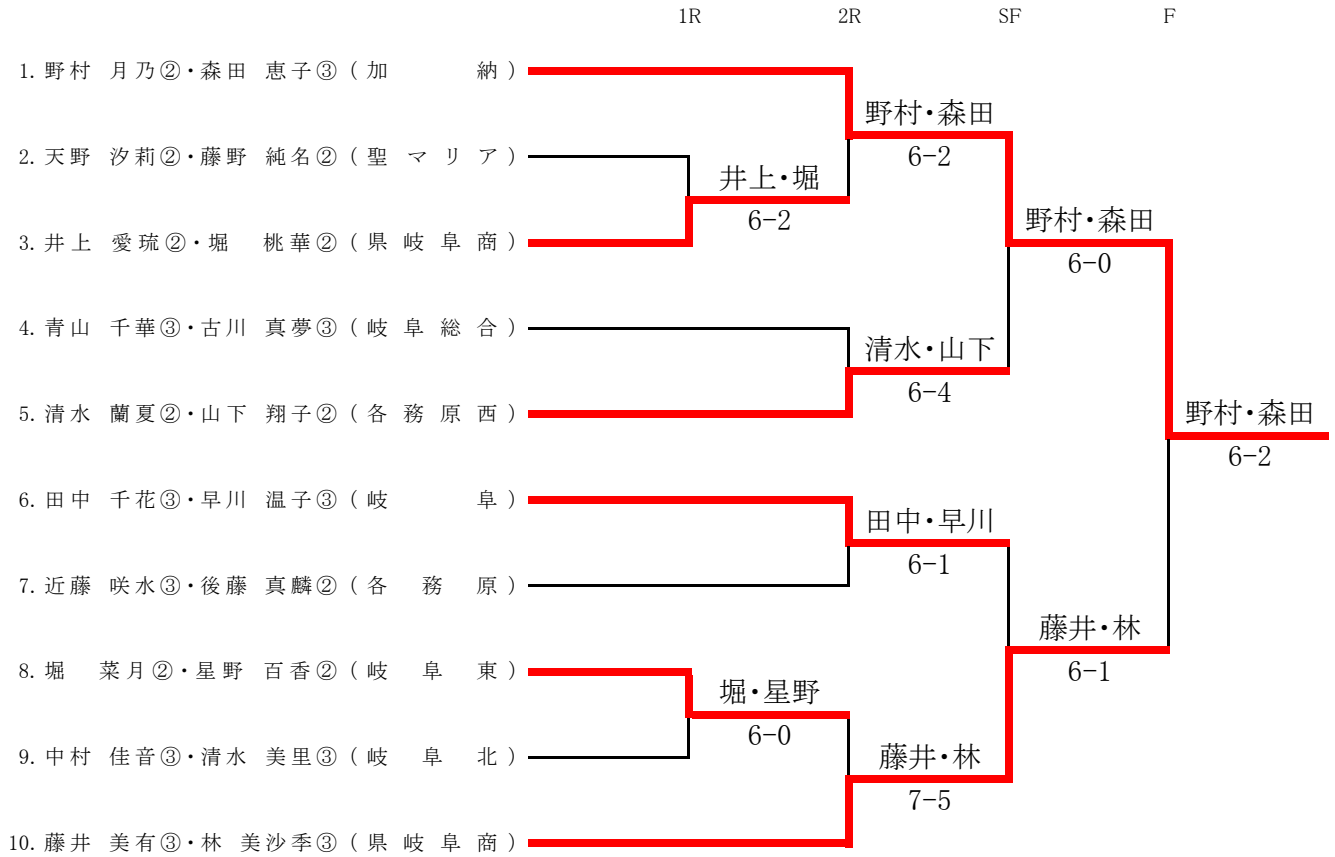 1R 2R SF F
1. 野村 月乃②・森田 恵子③ (加 納)
野村・森田
2. 天野 汐莉②・藤野 純名② (聖 マ リ ア)
6-2
井上・堀
6-2
野村・森田
3. 井上 愛琉②・堀 桃華② (県 岐 阜 商)
6-0
4. 青山 千華③・古川 真夢③ (岐 阜 総 合)
清水・山下
6-4
5. 清水 蘭夏②・山下 翔子② (各 務 原 西)
野村・森田
6-2
6. 田中 千花③・早川 温子③ (岐 阜)
田中・早川
6-1
7. 近藤 咲水③・後藤 真麟② (各 務 原)
藤井・林
6-1
8. 堀 菜月②・星野 百香② (岐 阜 東)
堀・星野
6-0
9. 中村 佳音③・清水 美里③ (岐 阜 北)
藤井・林
7-5
10. 藤井 美有③・林 美沙季③ (県 岐 阜 商)